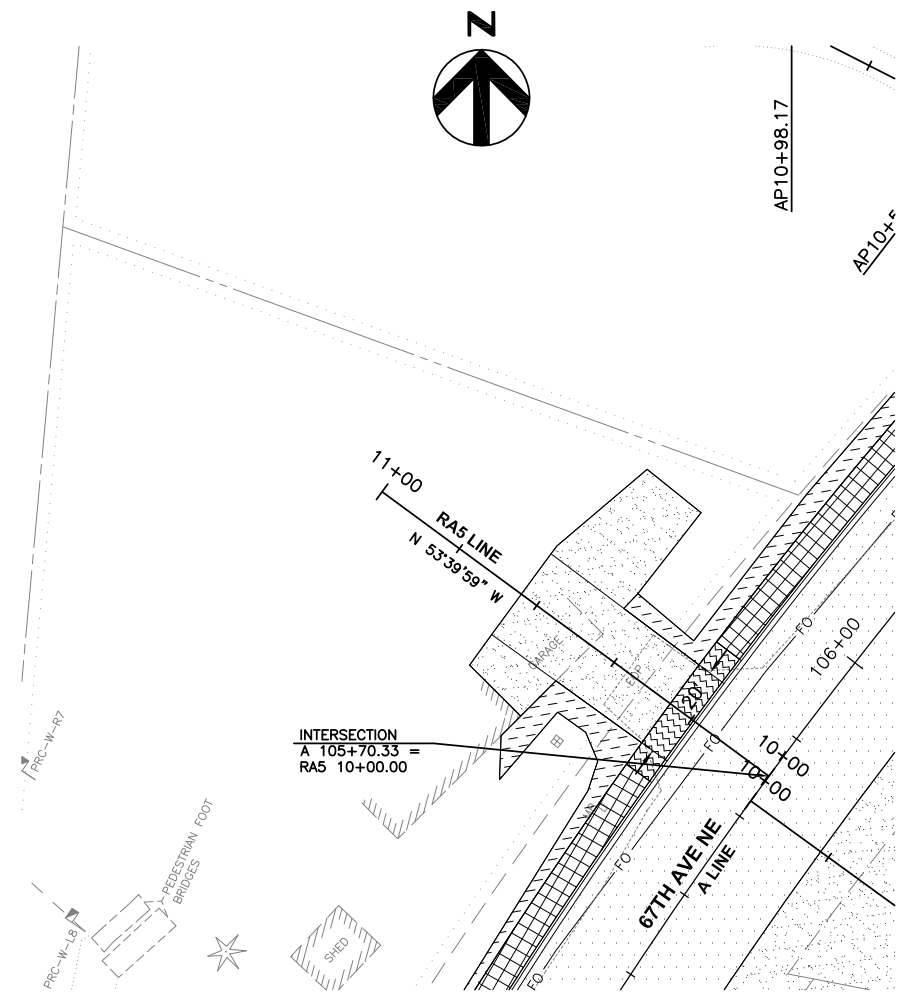 N
AP10+98.17
11+00
RA5 LINE
N 53°39'59" W
GARAGE
20'
106+00
FO
FO
FO
FO
10+00
10+00
INTERSECTION
A 105+70.33 =
RA5 10+00.00
67TH AVE NE
A LINE
PRC-W-R7
PEDESTRIAN FOOT
BRIDGES
PRC-W-L8
SHED